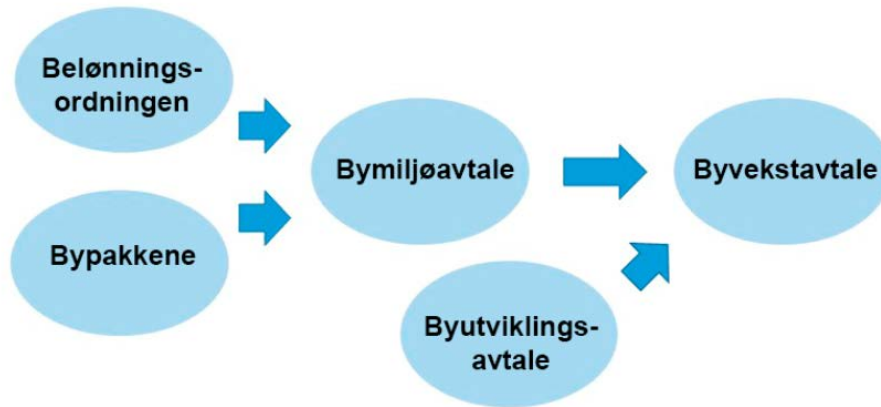 Belønnings-
ordningen
Bypakkene
Bymiljøavtale
Byutviklings-
avtale
Byvekstavtale